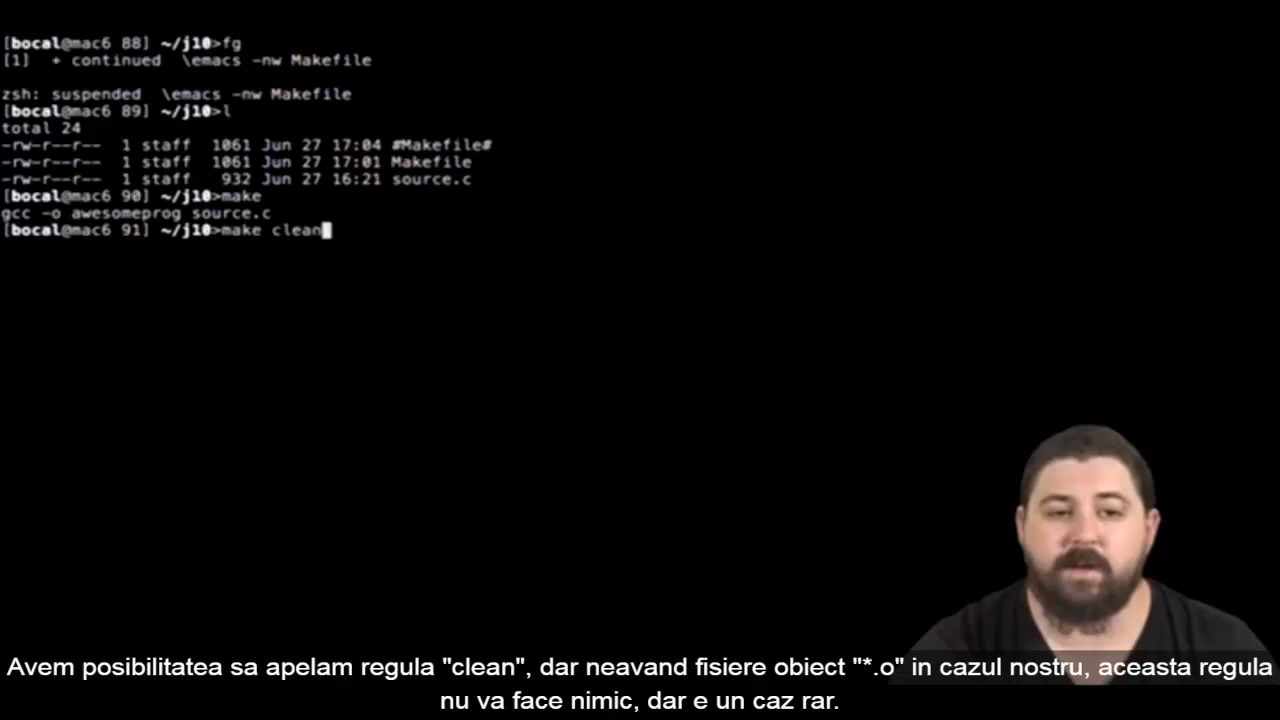 [bocal@mac6 88] ~/j10>fg
[1]  + continued  \emacs -nw Makefile
zsh: suspended  \emacs -nw Makefile
[bocal@mac6 89] ~/j10>l
total 24
-rw-r--r--  1 staff  1061 Jun 27 17:04 #Makefile#
-rw-r--r--  1 staff  1061 Jun 27 17:01 Makefile
-rw-r--r--  1 staff   932 Jun 27 16:21 source.c
[bocal@mac6 90] ~/j10>make
gcc -o awesomeprog source.c
[bocal@mac6 91] ~/j10>make clean
Avem posibilitatea sa apelam regula "clean", dar neavand fisiere obiect "*.o" in cazul nostru, aceasta regula
nu va face nimic, dar e un caz rar.